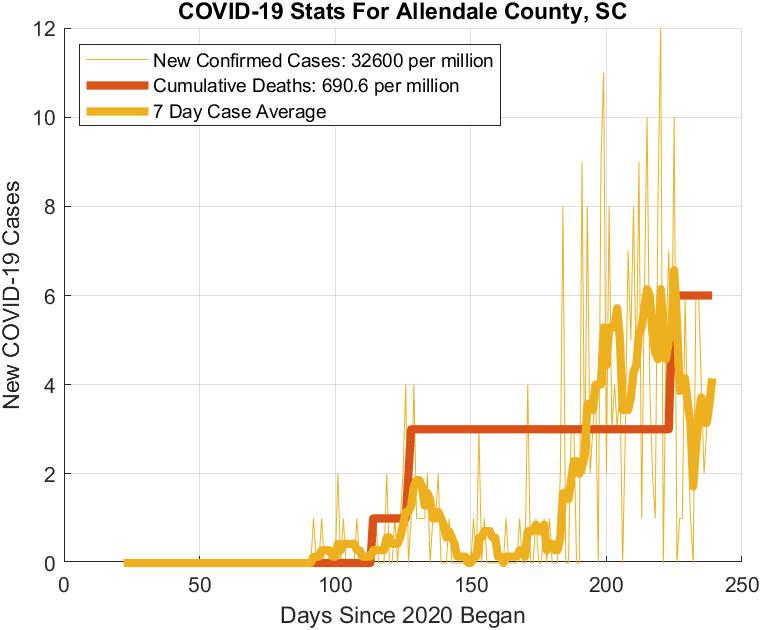 COVID-19 Stats For Allendale County, SC
New Confirmed Cases: 32600 per million
Cumulative Deaths: 690.6 per million
7 Day Case Average
New COVID-19 Cases
12
10
8
6
4
2
0
0 50 100 150 200 250
Days Since 2020 Began